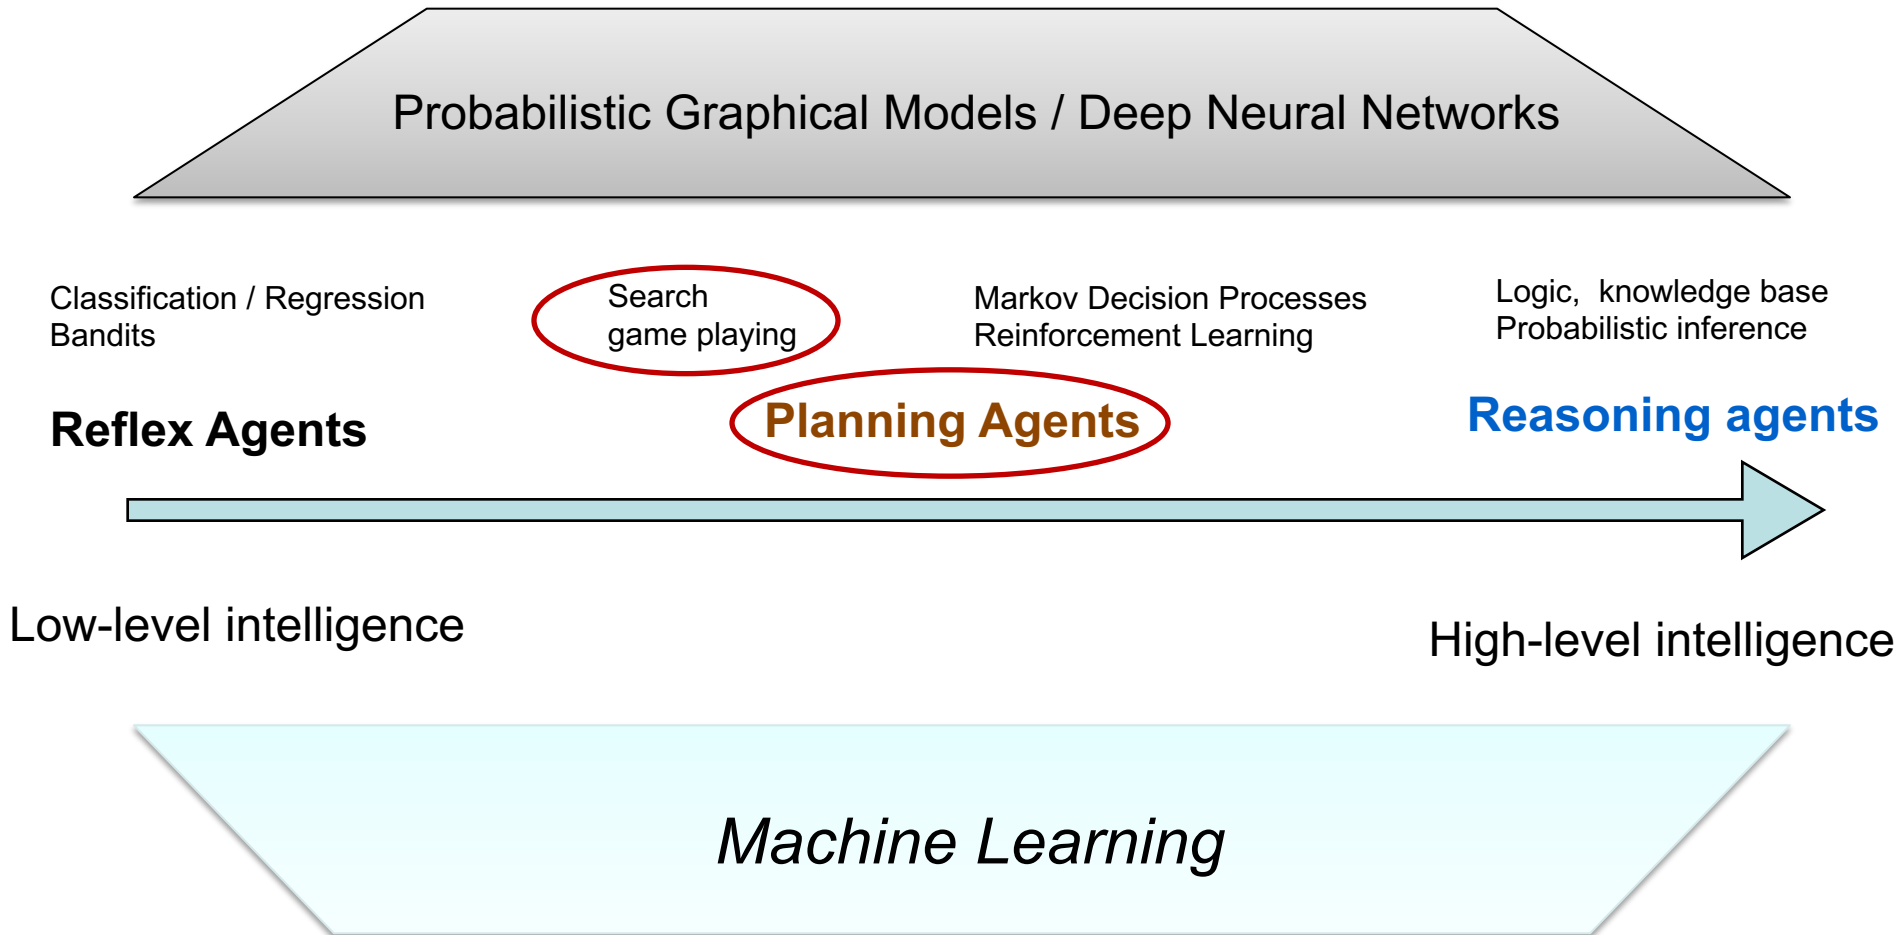 Probabilistic Graphical Models / Deep Neural Networks
Classification / Regression
Bandits
Search
game playing
Markov Decision Processes
Reinforcement Learning
Logic, knowledge base
Probabilistic inference
Reflex Agents
Planning Agents
Reasoning agents
Low-level intelligence
High-level intelligence
Machine Learning